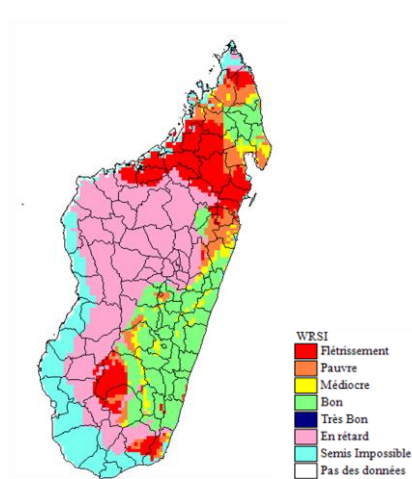 WRSI
Flétrissement
Pauvre
Médiocre
Bon
Très Bon
En rétard
Semis Impossible
Pas des données